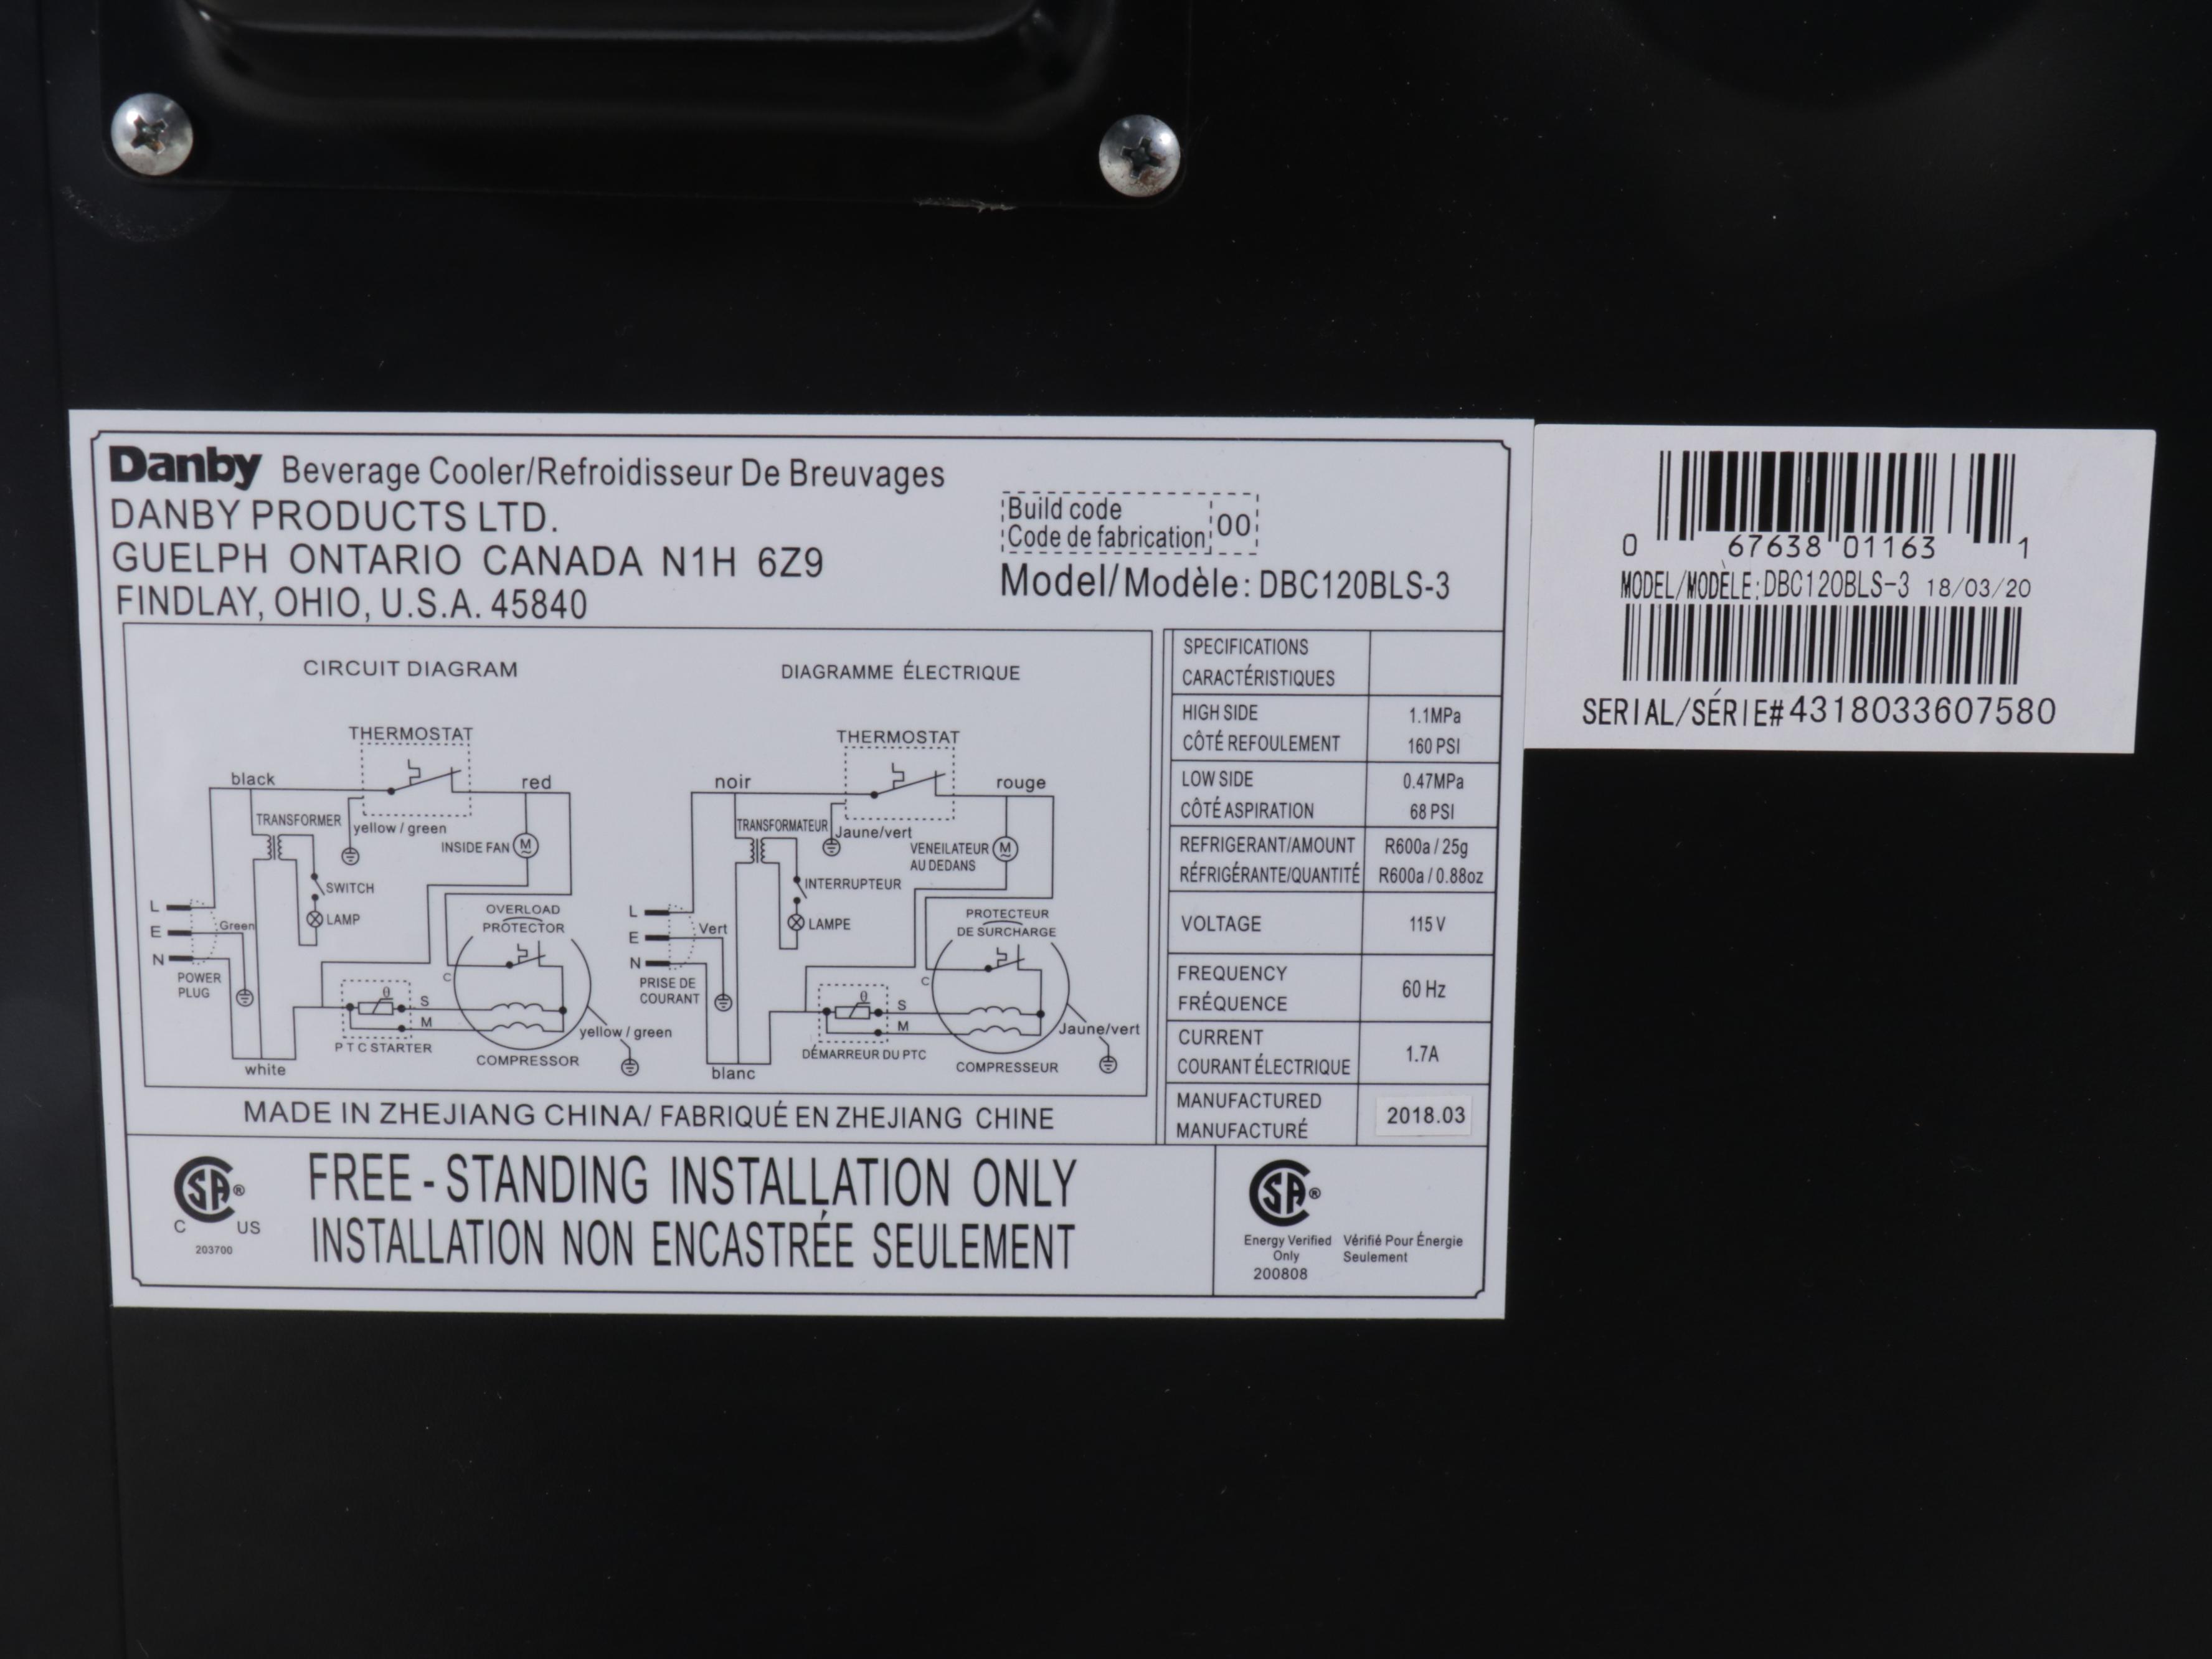 Danby Beverage Cooler/Refroidisseur De Breuvages
DANBY PRODUCTS LTD.
GUELPH ONTARIO CANADA N1H 6Z9
FINDLAY, OHIO, U.S.A. 45840
Build code
Code de fabrication
00
Model/Modèle: DBC120BLS-3
CIRCUIT DIAGRAM
THERMOSTAT
black
red
TRANSFORMER
yellow / green
INSIDE FAN
M
SWITCH
LAMP
L
E
N
Green
POWER
PLUG
OVERLOAD
PROTECTOR
C
θ
S
M
P T C STARTER
yellow / green
COMPRESSOR
white
DIAGRAMME ÉLECTRIQUE
THERMOSTAT
noir
rouge
TRANSFORMATEUR
Jaune/vert
VENEILATEUR
AU DEDANS
M
INTERRUPTEUR
LAMPE
L
E
N
Vert
PRISE DE
COURANT
PROTECTEUR
DE SURCHARGE
C
θ
S
M
DÉMARREUR DU PTC
Jaune/vert
COMPRESSEUR
blanc
SPECIFICATIONS
CARACTÉRISTIQUES
HIGH SIDE 1.1MPa
CÔTÉ REFOULEMENT 160 PSI
LOW SIDE 0.47MPa
CÔTÉ ASPIRATION 68 PSI
REFRIGERANT/AMOUNT R600a / 25g
RÉFRIGÉRANTE/QUANTITÉ R600a / 0.88oz
VOLTAGE 115 V
FREQUENCY
FRÉQUENCE
60 Hz
CURRENT
COURANT ÉLECTRIQUE
1.7A
MANUFACTURED
MANUFACTURÉ
2018.03
MADE IN ZHEJIANG CHINA/ FABRIQUÉ EN ZHEJIANG CHINE
SA®
C US
203700
FREE - STANDING INSTALLATION ONLY
INSTALLATION NON ENCASTRÉE SEULEMENT
SA®
Energy Verified
Only
200808
Vérifié Pour Énergie
Seulement
0 67638 01163 1
MODEL/MODÈLE:DBC120BLS-3 18/03/20
SERIAL/SÉRIE#4318033607580